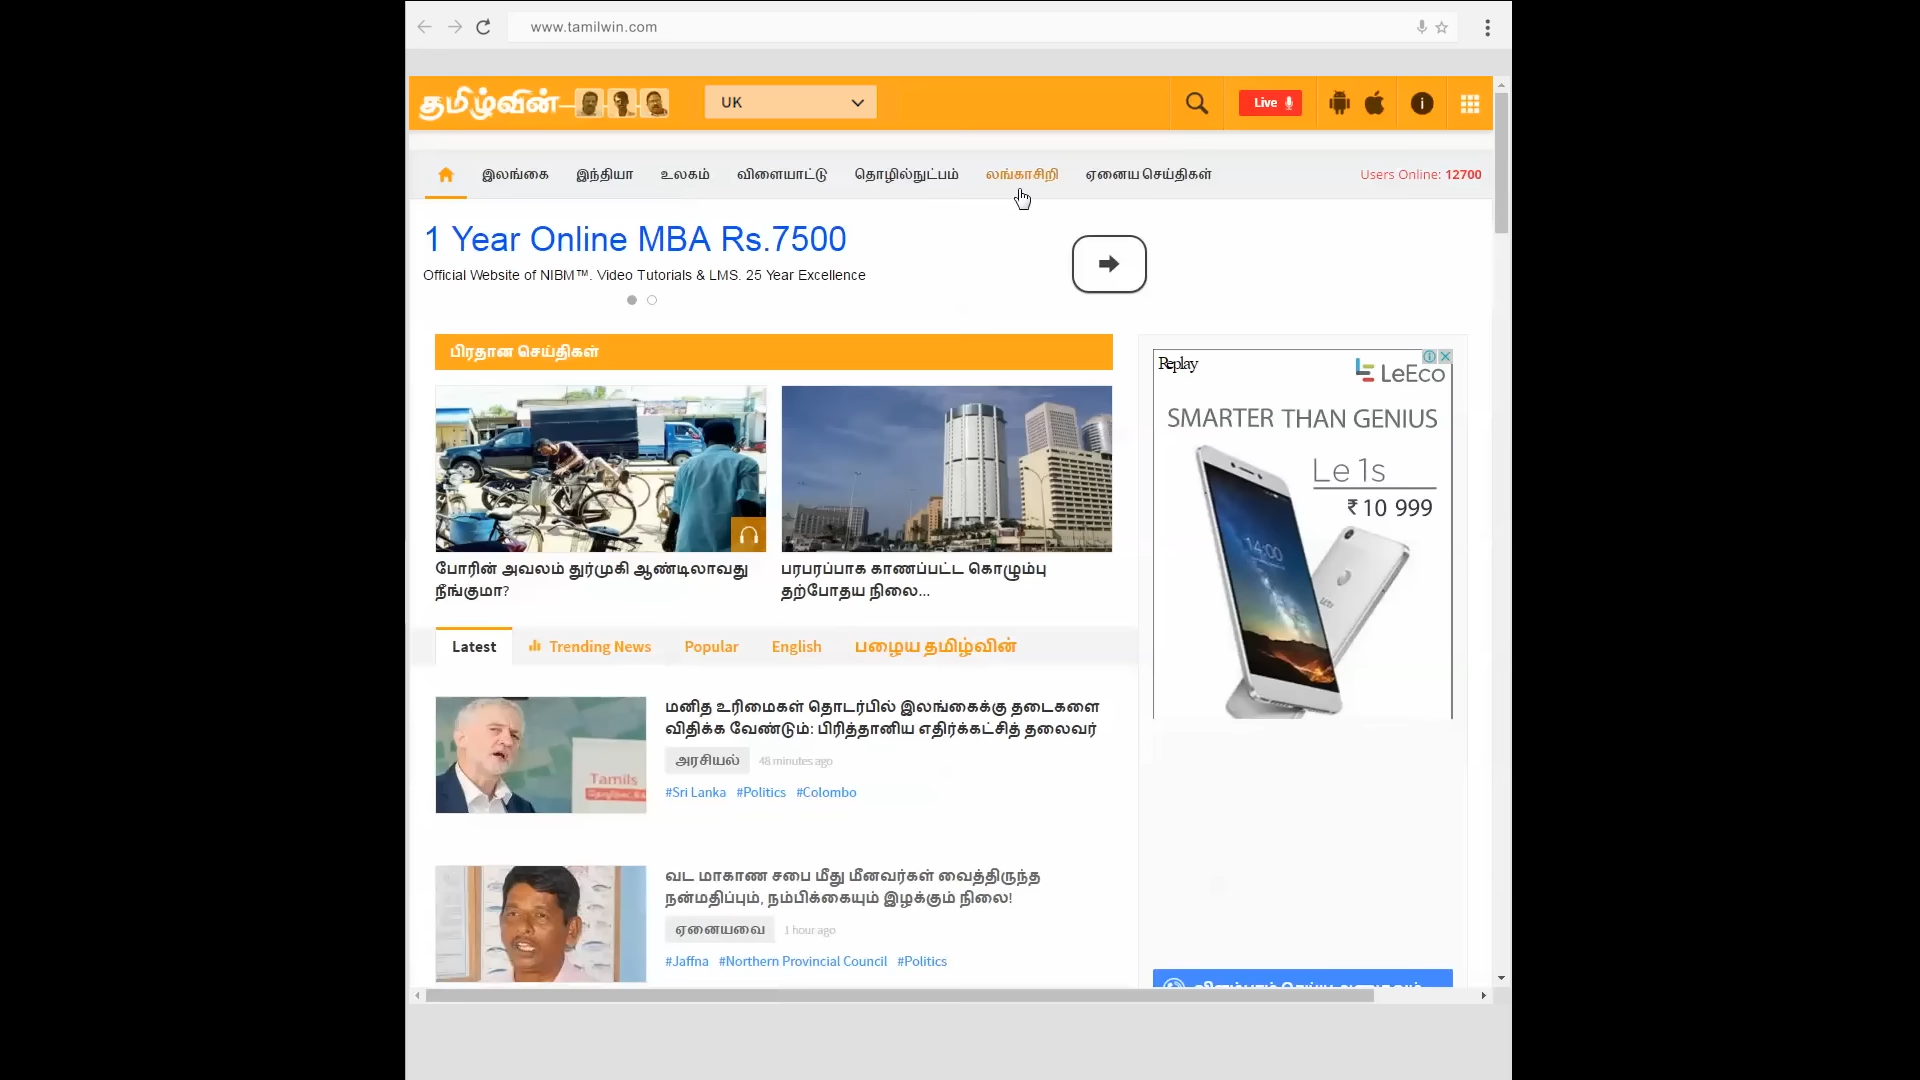 www.tamilwin.com
தமிழ்வின்
UK
Live
இலங்கை இந்தியா உலகம் விளையாட்டு தொழில்நுட்பம் லங்காசிறி ஏனைய செய்திகள் Users Online: 12700
1 Year Online MBA Rs.7500
Official Website of NIBM™. Video Tutorials & LMS. 25 Year Excellence
பிரதான செய்திகள்
போரின் அவலம் துர்முகி ஆண்டிலாவது
நீங்குமா?
பரபரப்பாக காணப்பட்ட கொழும்பு
தற்போதய நிலை...
Latest Trending News Popular English பழைய தமிழ்வின்
Tamils
மனித உரிமைகள் தொடர்பில் இலங்கைக்கு தடைகளை
விதிக்க வேண்டும்: பிரித்தானிய எதிர்க்கட்சித் தலைவர்
அரசியல் 48 minutes ago
#Sri Lanka #Politics #Colombo
வட மாகாண சபை மீது மீனவர்கள் வைத்திருந்த
நன்மதிப்பும், நம்பிக்கையும் இழக்கும் நிலை!
ஏனையவை 1 hour ago
#Jaffna #Northern Provincial Council #Politics
Replay
LeEco
SMARTER THAN GENIUS
Le 1s
₹10 999
14:00